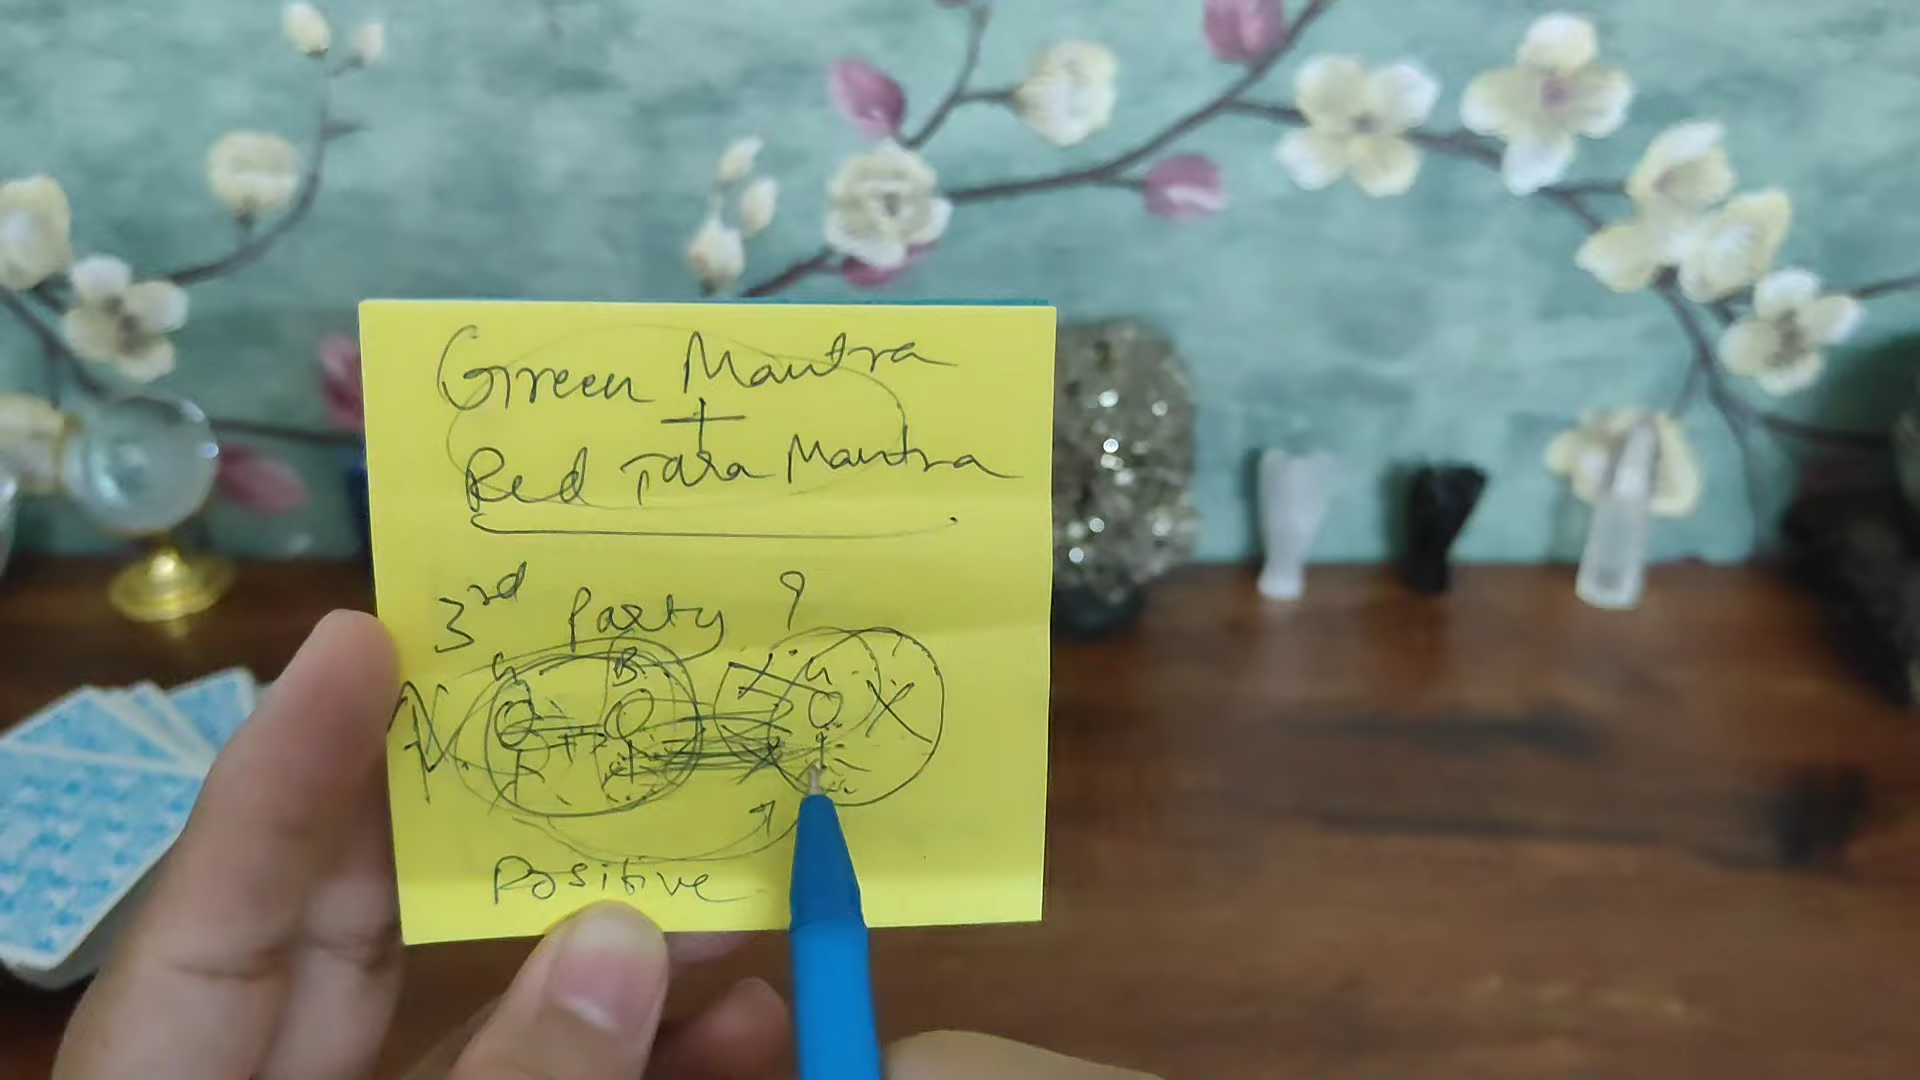 Green Mantra
+
Red Tara Mantra
3rd Party ?
G B G
Positive